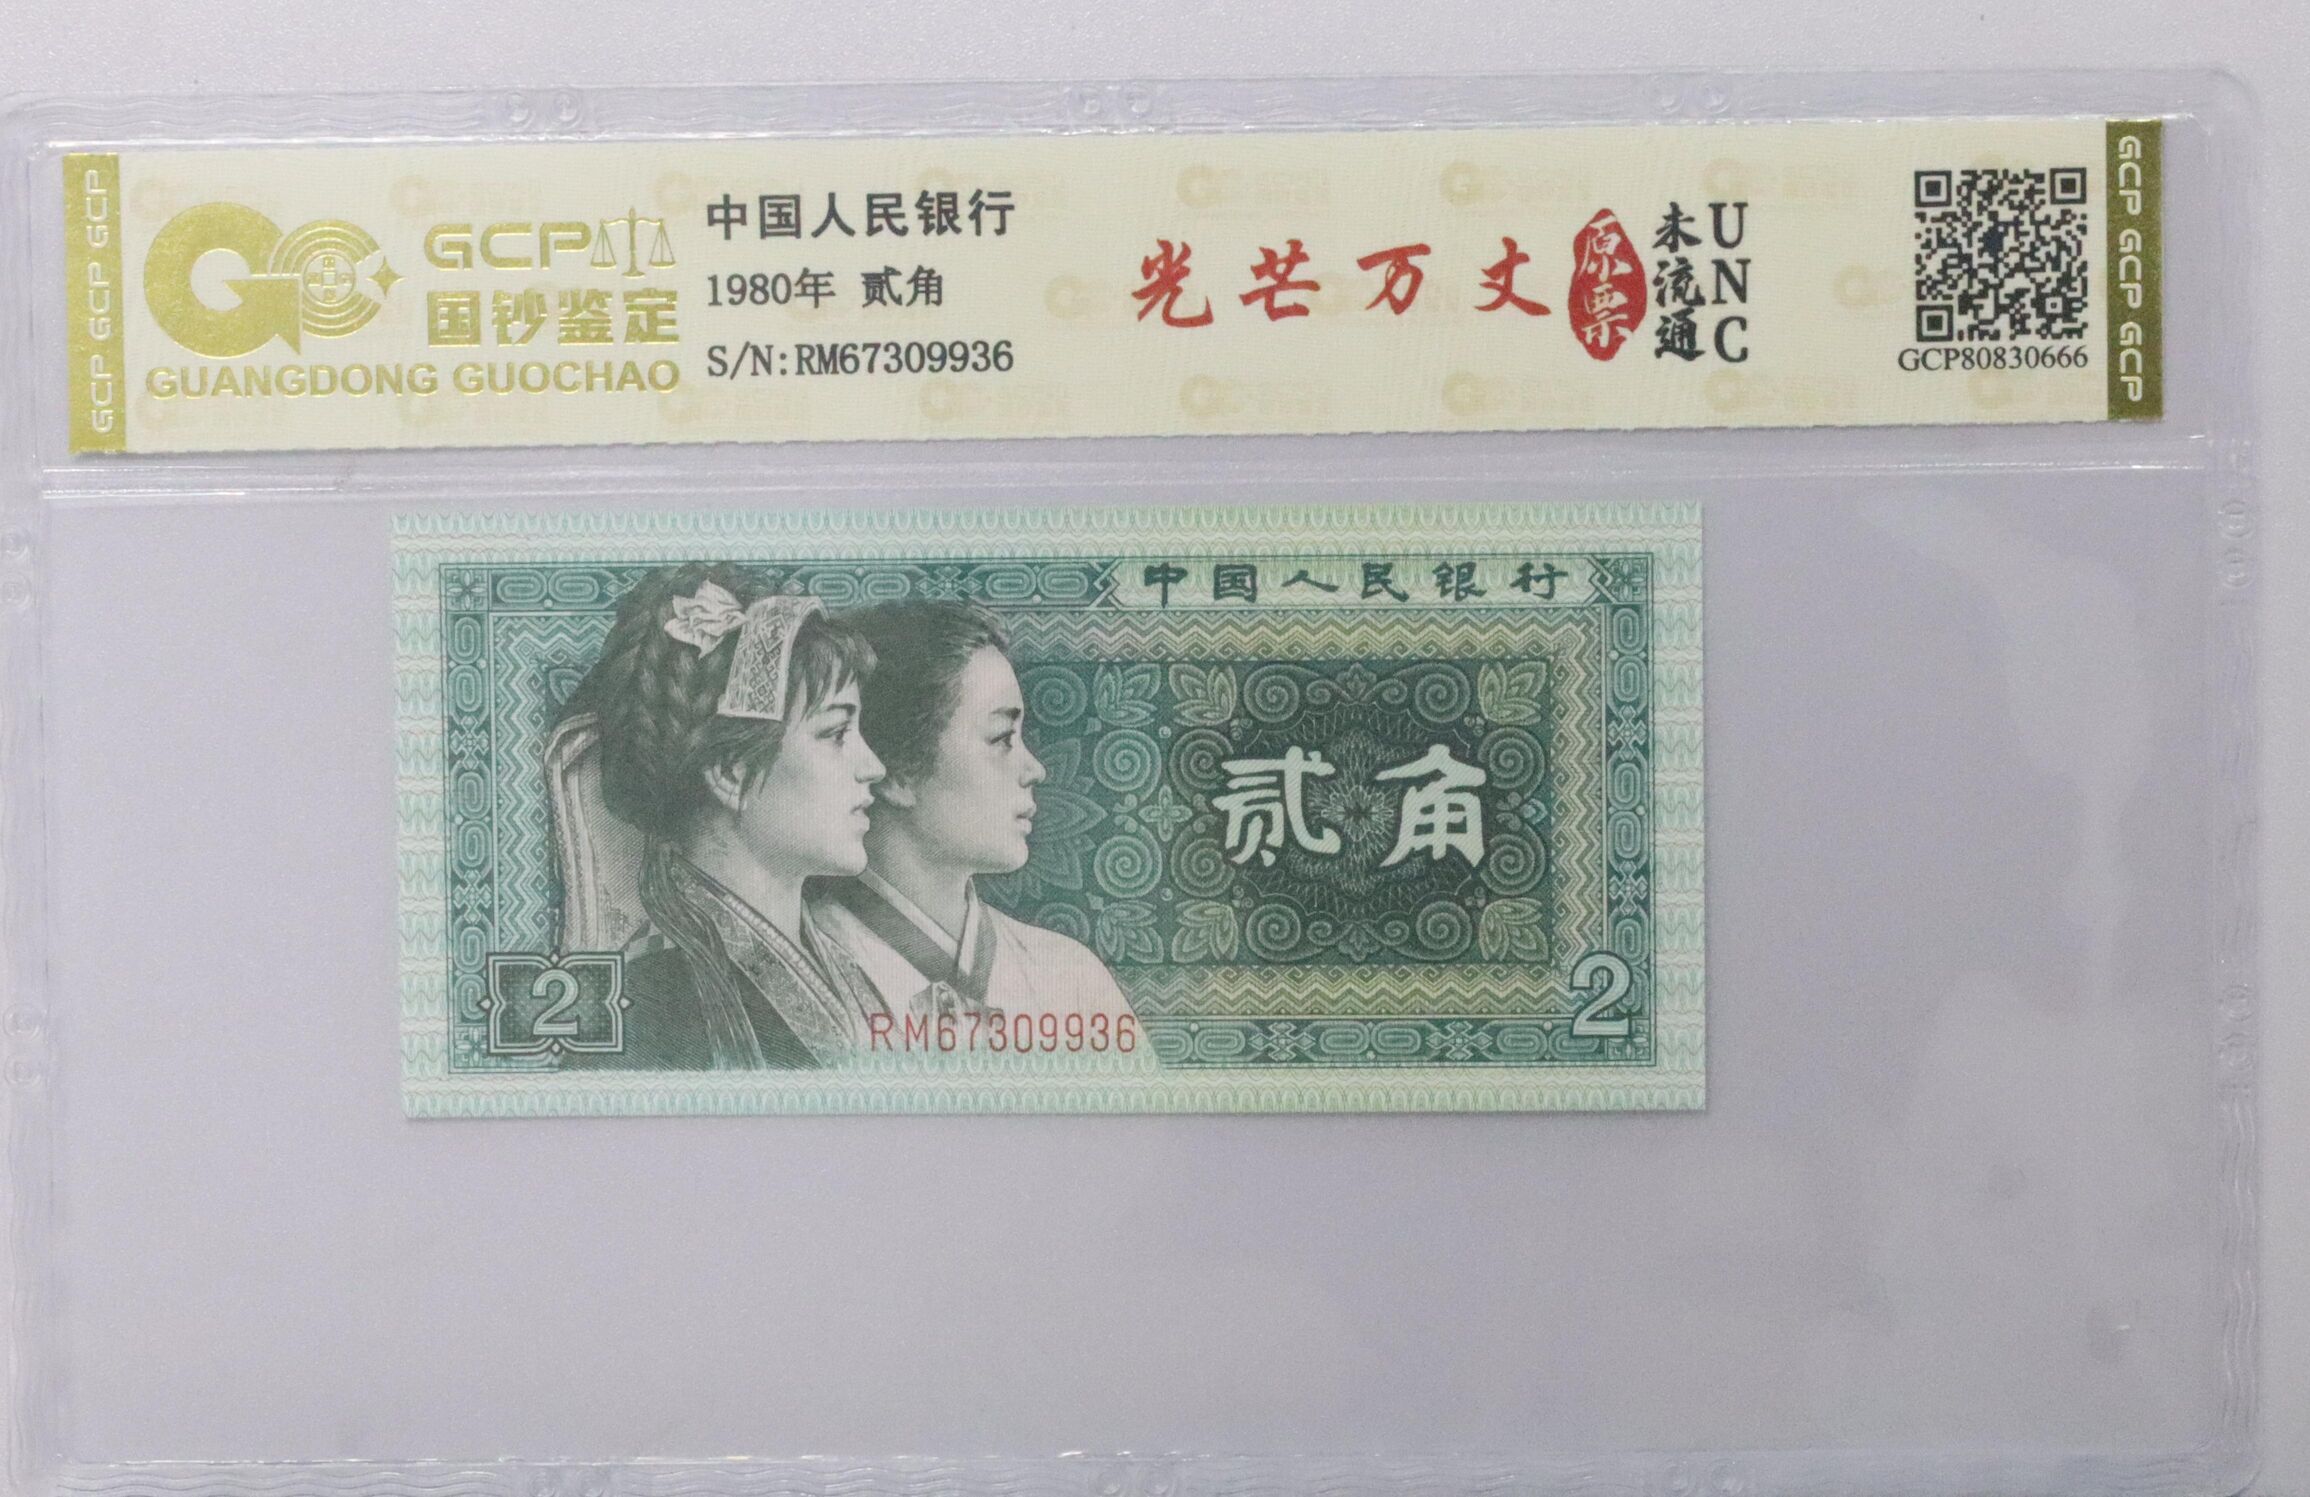 GCP GCP GCP
GCP
国钞鉴定
GUANGDONG GUOCHAO
中国人民银行
1980年 贰角
S/N:RM67309936
光芒万丈
原票
未流通
UNC
GCP80830666
GCP GCP GCP
中国人民银行
贰角
2
RM67309936
2